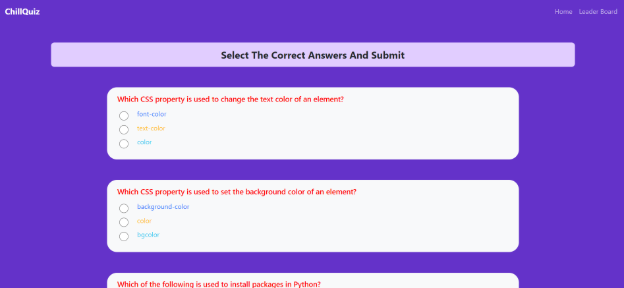 ChillQuiz
Home Leader Board
Select The Correct Answers And Submit
Which CSS property is used to change the text color of an element?
font-color
text-color
color
Which CSS property is used to set the background color of an element?
background-color
color
bgcolor
Which of the following is used to install packages in Python?